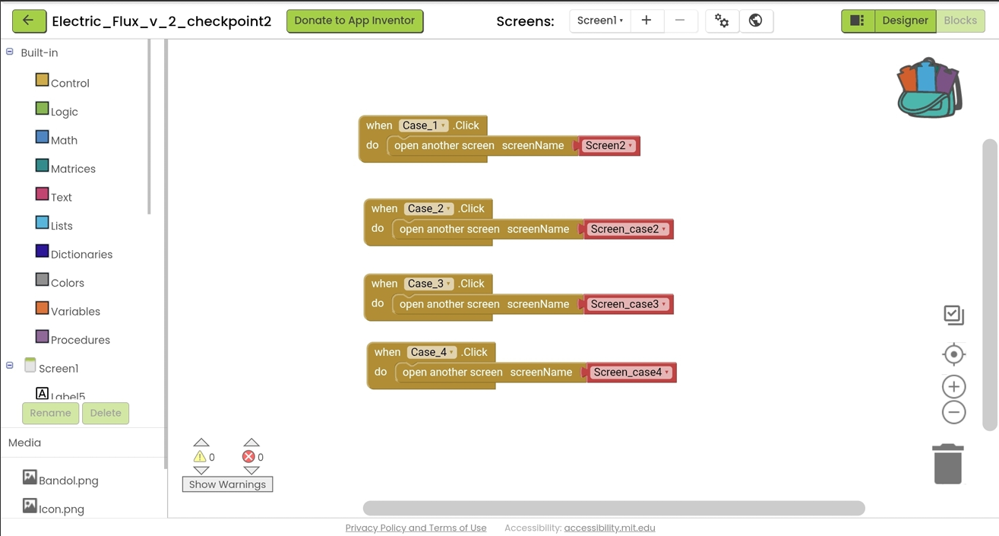 Electric_Flux_v_2_checkpoint2 Donate to App Inventor Screens: Screen1 Designer Blocks
Built-in
Control
Logic
Math
Matrices
Text
Lists
Dictionaries
Colors
Variables
Procedures
Screen1
Label5
Rename Delete
Media
Bandol.png
Icon.png
when Case_1 .Click
do open another screen screenName Screen2
when Case_2 .Click
do open another screen screenName Screen_case2
when Case_3 .Click
do open another screen screenName Screen_case3
when Case_4 .Click
do open another screen screenName Screen_case4
0 0
Show Warnings
Privacy Policy and Terms of Use Accessibility: accessibility.mit.edu